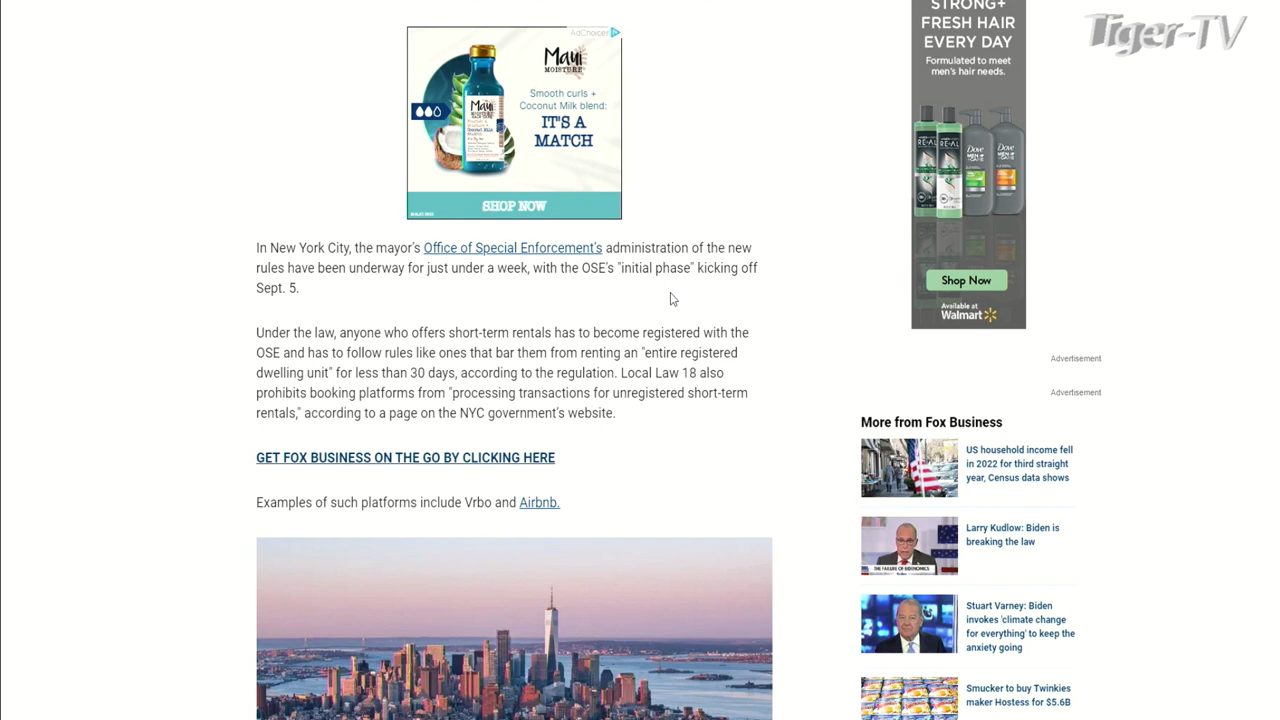 Tiger-TV
AdChoices
Maui
MOISTURE
Smooth curls +
Coconut Milk blend:
IT'S A
MATCH
Maui
SHOP NOW
In New York City, the mayor's Office of Special Enforcement's administration of the new
rules have been underway for just under a week, with the OSE's "initial phase" kicking off
Sept. 5.
Under the law, anyone who offers short-term rentals has to become registered with the
OSE and has to follow rules like ones that bar them from renting an "entire registered
dwelling unit" for less than 30 days, according to the regulation. Local Law 18 also
prohibits booking platforms from "processing transactions for unregistered short-term
rentals," according to a page on the NYC government's website.
GET FOX BUSINESS ON THE GO BY CLICKING HERE
Examples of such platforms include Vrbo and Airbnb.
STRONG+
FRESH HAIR
EVERY DAY
Formulated to meet
men's hair needs.
Dove
MEN+
CARE
Shop Now
Available at
Walmart
Advertisement
Advertisement
More from Fox Business
US household income fell
in 2022 for third straight
year, Census data shows
Larry Kudlow: Biden is
breaking the law
THE FAILURE OF BIDENOMICS
Stuart Varney: Biden
invokes 'climate change
for everything' to keep the
anxiety going
Smucker to buy Twinkies
maker Hostess for $5.6B